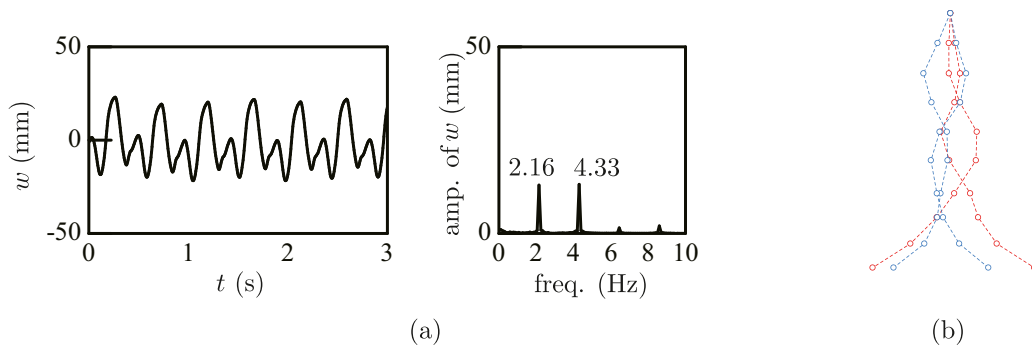 50
0
-50
w (mm)
0 1 2 3
t (s)
50
0
amp. of w (mm)
2.16 4.33
0 2 4 6 8 10
freq. (Hz)
(a)
(b)